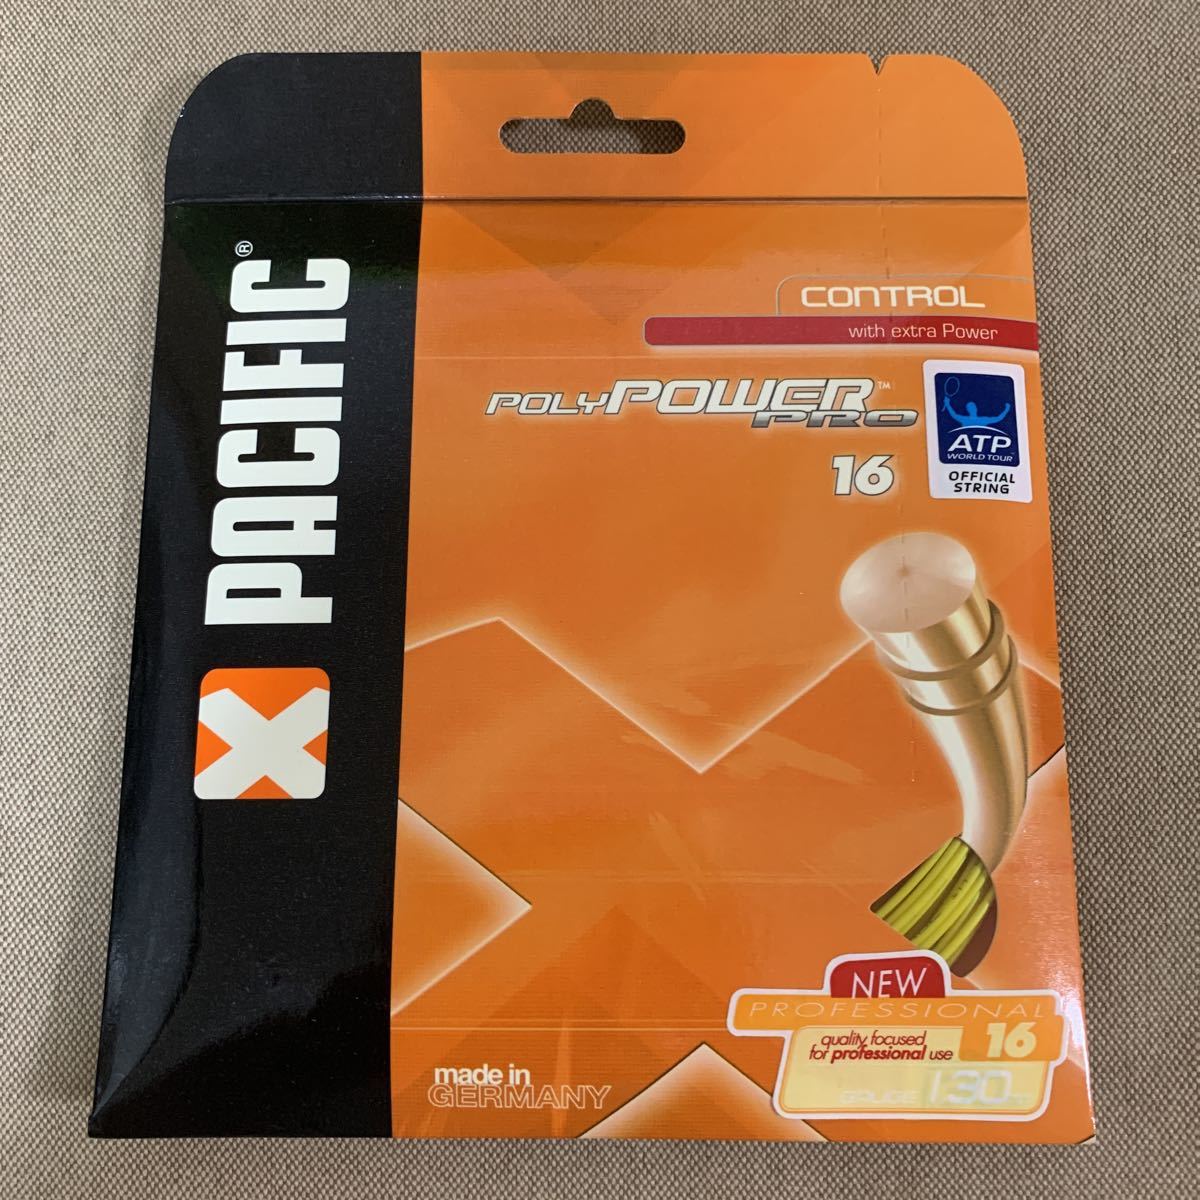 PACIFIC®
CONTROL
with extra Power
POLYPOWER™
PRO
16
ATP
WORLD TOUR
OFFICIAL
STRING
NEW
PROFESSIONAL
quality focused
for professional use
16
GAUGE 1.30
made in
GERMANY